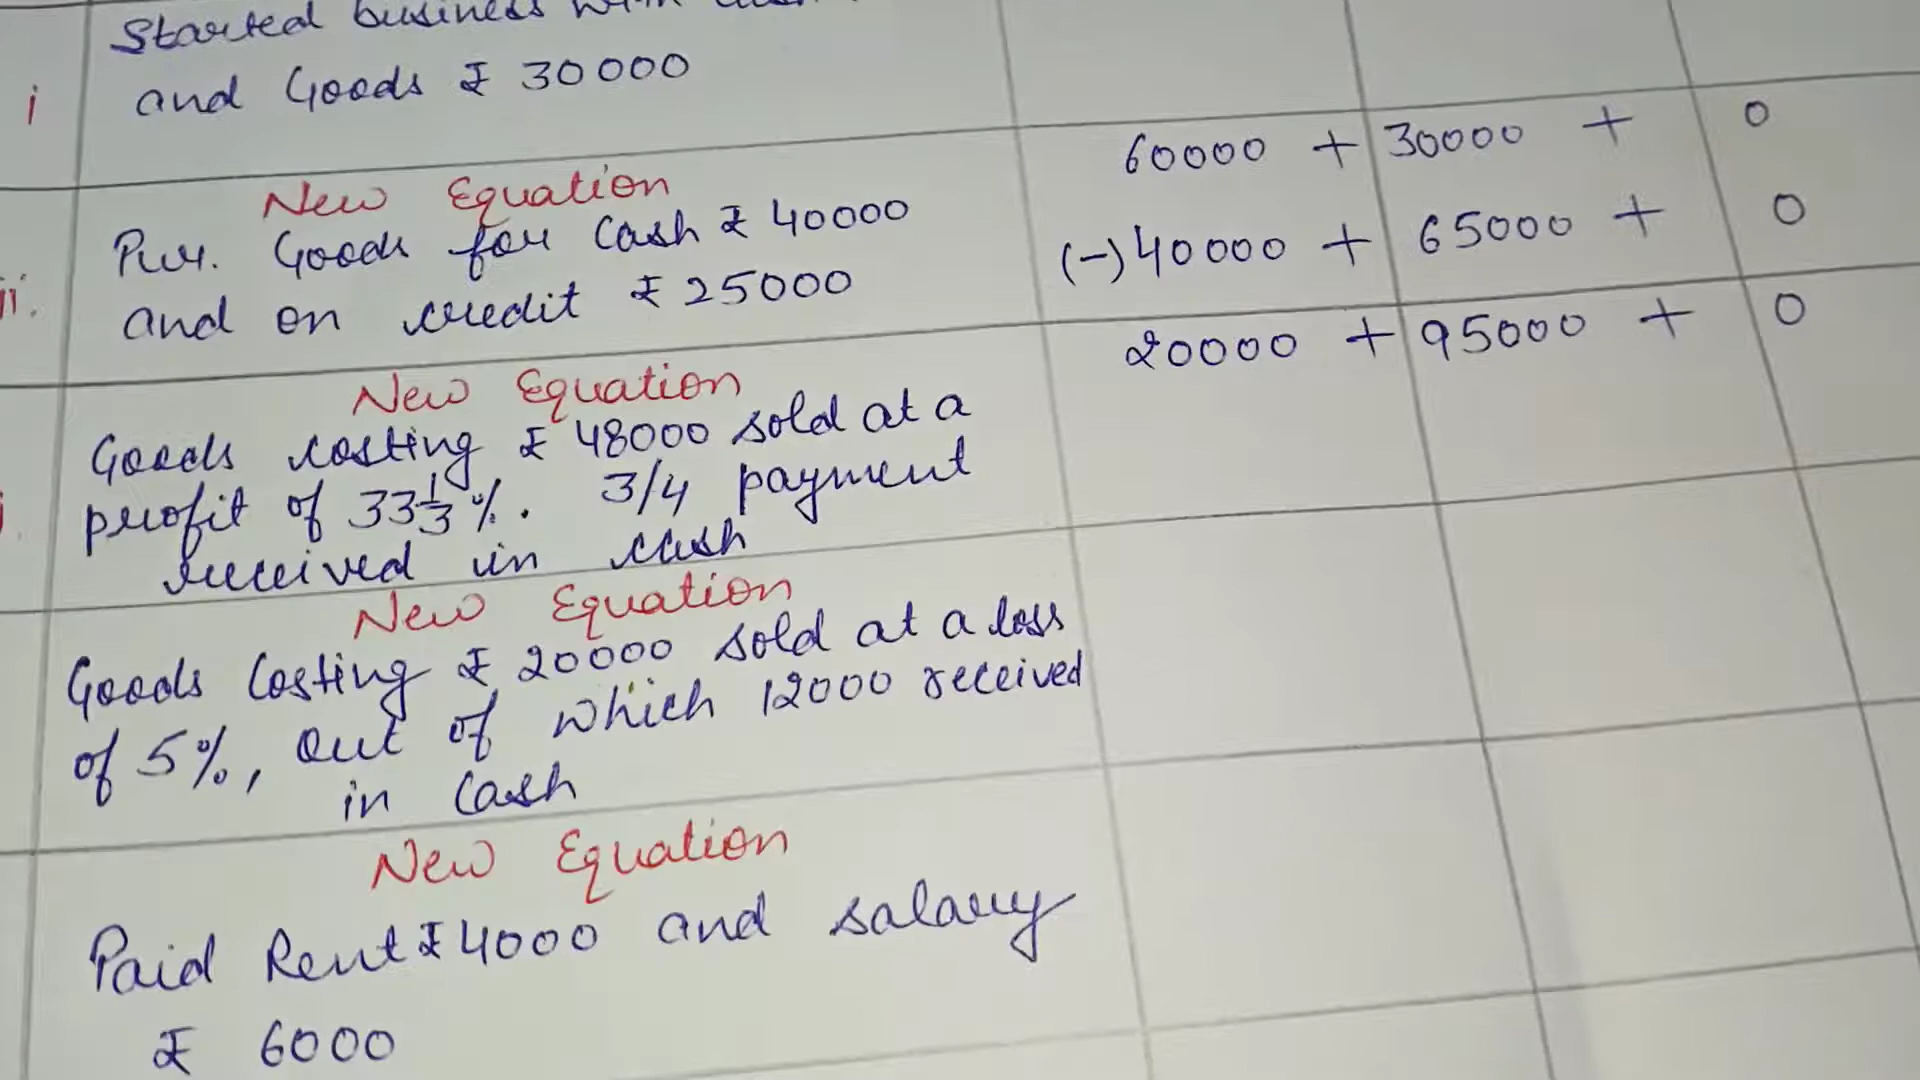 Started business with
i and Goods ₹ 30000
60000 + 30000 + 0
New Equation
Pur. Goods for Cash ₹ 40000
(-) 40000 + 65000 + 0
ii. and on credit ₹ 25000
20000 + 95000 + 0
New Equation
Goods costing ₹ 48000 sold at a
profit of 33 1/3 %. 3/4 payment
received in cash
New Equation
Goods Costing ₹ 20000 sold at a loss
of 5%, Out of which 12000 received
in Cash
New Equation
Paid Rent ₹ 4000 and salary
₹ 6000